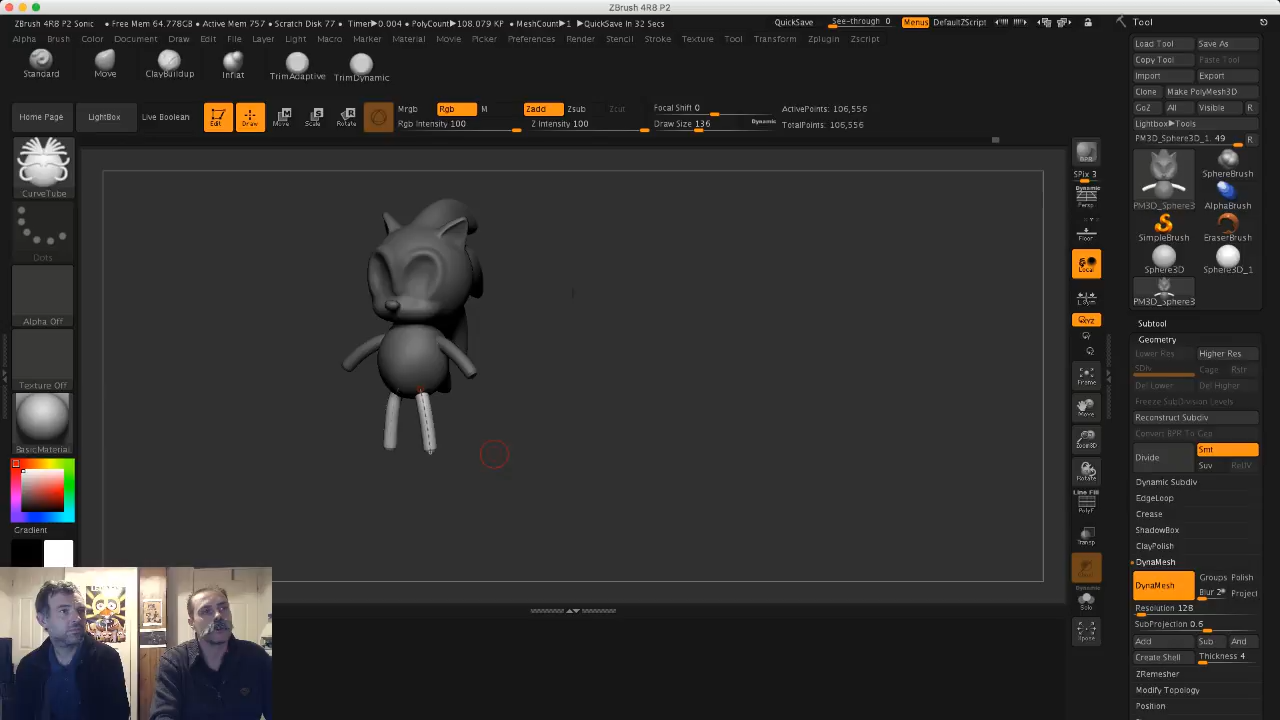 ZBrush 4R8 P2
ZBrush 4R8 P2 Sonic • Free Mem 64.778GB • Active Mem 757 • Scratch Disk 77 • Timer▶0.004 • PolyCount▶108.079 KP • MeshCount▶1 ▶QuickSave In 32 Secs QuickSave See-through 0 Menus DefaultZScript Tool
Alpha Brush Color Document Draw Edit File Layer Light Macro Marker Material Movie Picker Preferences Render Stencil Stroke Texture Tool Transform Zplugin Zscript
Load Tool Save As
Copy Tool Paste Tool
Import Export
Standard Move ClayBuildup Inflat TrimAdaptive TrimDynamic
Clone Make PolyMesh3D
GoZ All Visible R
Home Page LightBox Live Boolean Edit Draw Move Scale Rotate
Mrgb Rgb M Zadd Zsub Zcut Focal Shift 0 ActivePoints: 106,556
Rgb Intensity 100 Z Intensity 100 Draw Size 136 Dynamic TotalPoints: 106,556
Lightbox▶Tools
PM3D_Sphere3D_1. 49 R
CurveTube
BPR
SPix 3
Dynamic
Persp
PM3D_Sphere3 SphereBrush
AlphaBrush
SimpleBrush EraserBrush
Sphere3D Sphere3D_1
PM3D_Sphere3
Dots
Floor
Local
L.Sym
XYZ
Alpha Off
Subtool
Geometry
Lower Res Higher Res
SDiv Cage Rstr
Del Lower Del Higher
Freeze SubDivision Levels
Reconstruct Subdiv
Convert BPR To Geo
Texture Off
Frame
Move
Zoom3D
Rotate
BasicMaterial
Divide Smt
Suv RelUV
Dynamic Subdiv
EdgeLoop
Crease
ShadowBox
ClayPolish
DynaMesh
Gradient
Line Fill
PolyF
Transp
Dynamic
Solo
Xpose
DynaMesh Groups Polish
Blur 2 Project
Resolution 128
SubProjection 0.6
Add Sub And
Create Shell Thickness 4
ZRemesher
Modify Topology
Position